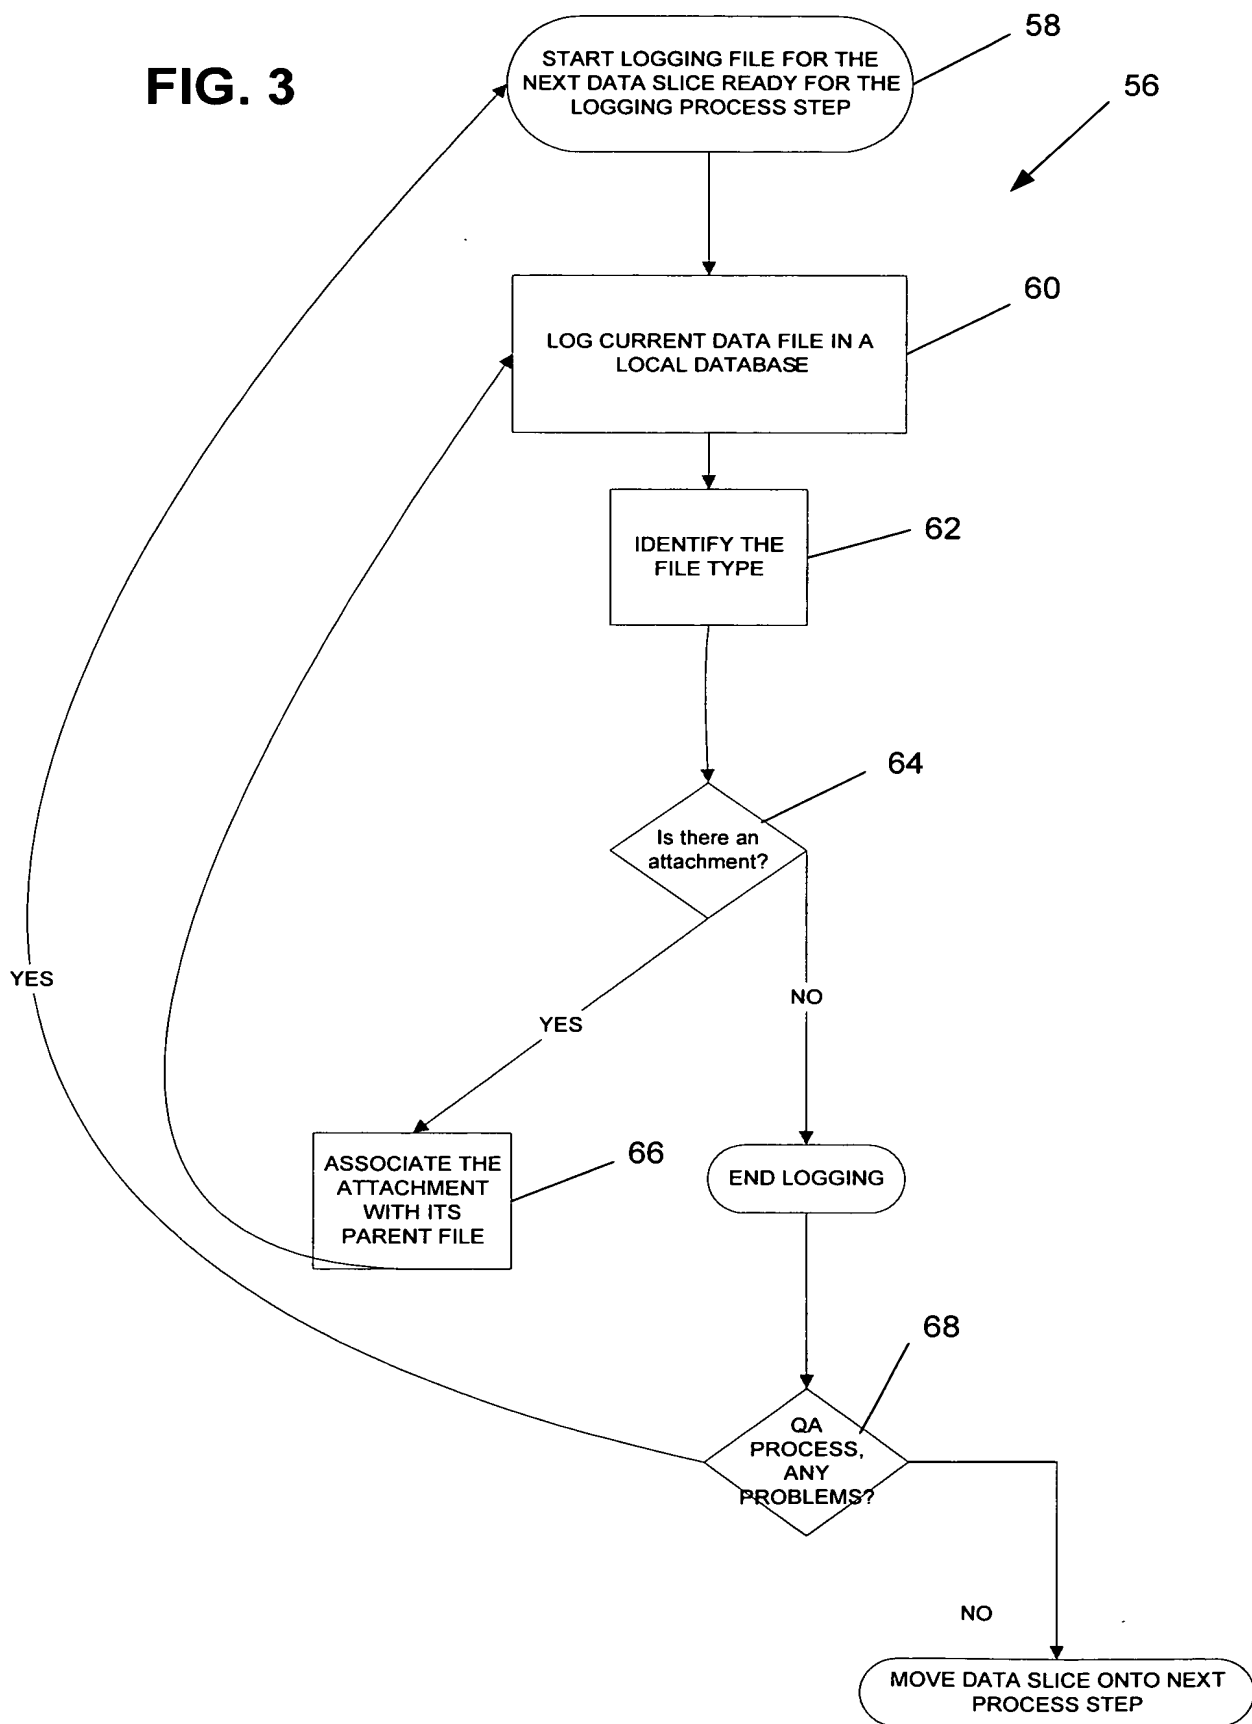 FIG. 3
START LOGGING FILE FOR THE
NEXT DATA SLICE READY FOR THE
LOGGING PROCESS STEP
58
56
LOG CURRENT DATA FILE IN A
LOCAL DATABASE
60
IDENTIFY THE
FILE TYPE
62
Is there an
attachment?
64
YES
NO
YES
ASSOCIATE THE
ATTACHMENT
WITH ITS
PARENT FILE
66
END LOGGING
QA
PROCESS,
ANY
PROBLEMS?
68
NO
MOVE DATA SLICE ONTO NEXT
PROCESS STEP